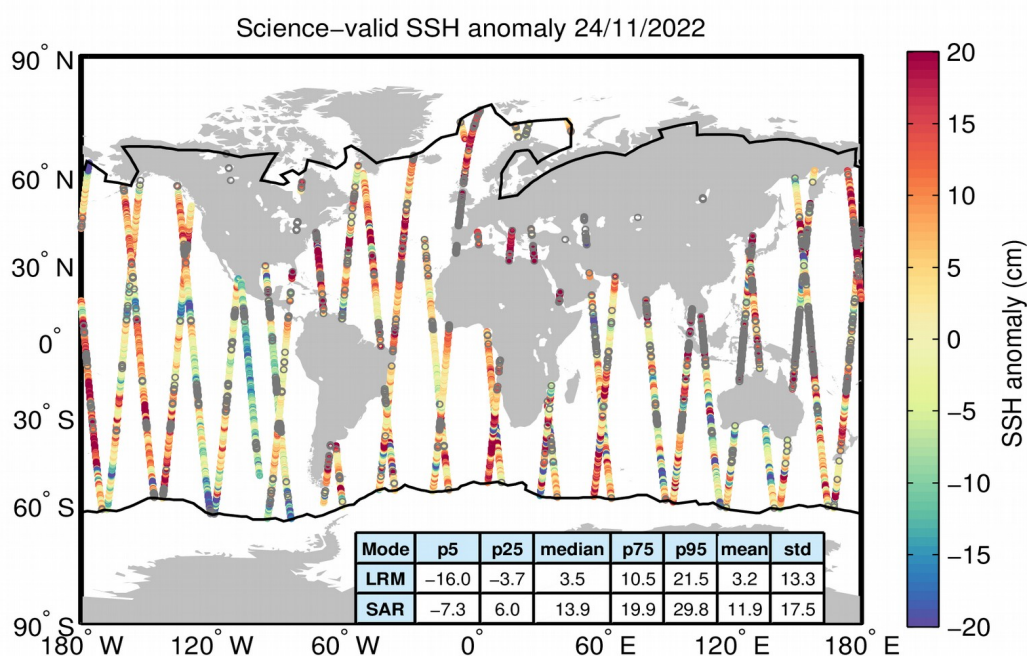 Science−valid SSH anomaly 24/11/2022
90° N
60° N
30° N
0°
30° S
60° S
90° S
180° W
120° W
60° W
0°
60° E
120° E
180° E
Mode p5 p25 median p75 p95 mean std
LRM −16.0 −3.7 3.5 10.5 21.5 3.2 13.3
SAR −7.3 6.0 13.9 19.9 29.8 11.9 17.5
20
15
10
5
0
−5
−10
−15
−20
SSH anomaly (cm)